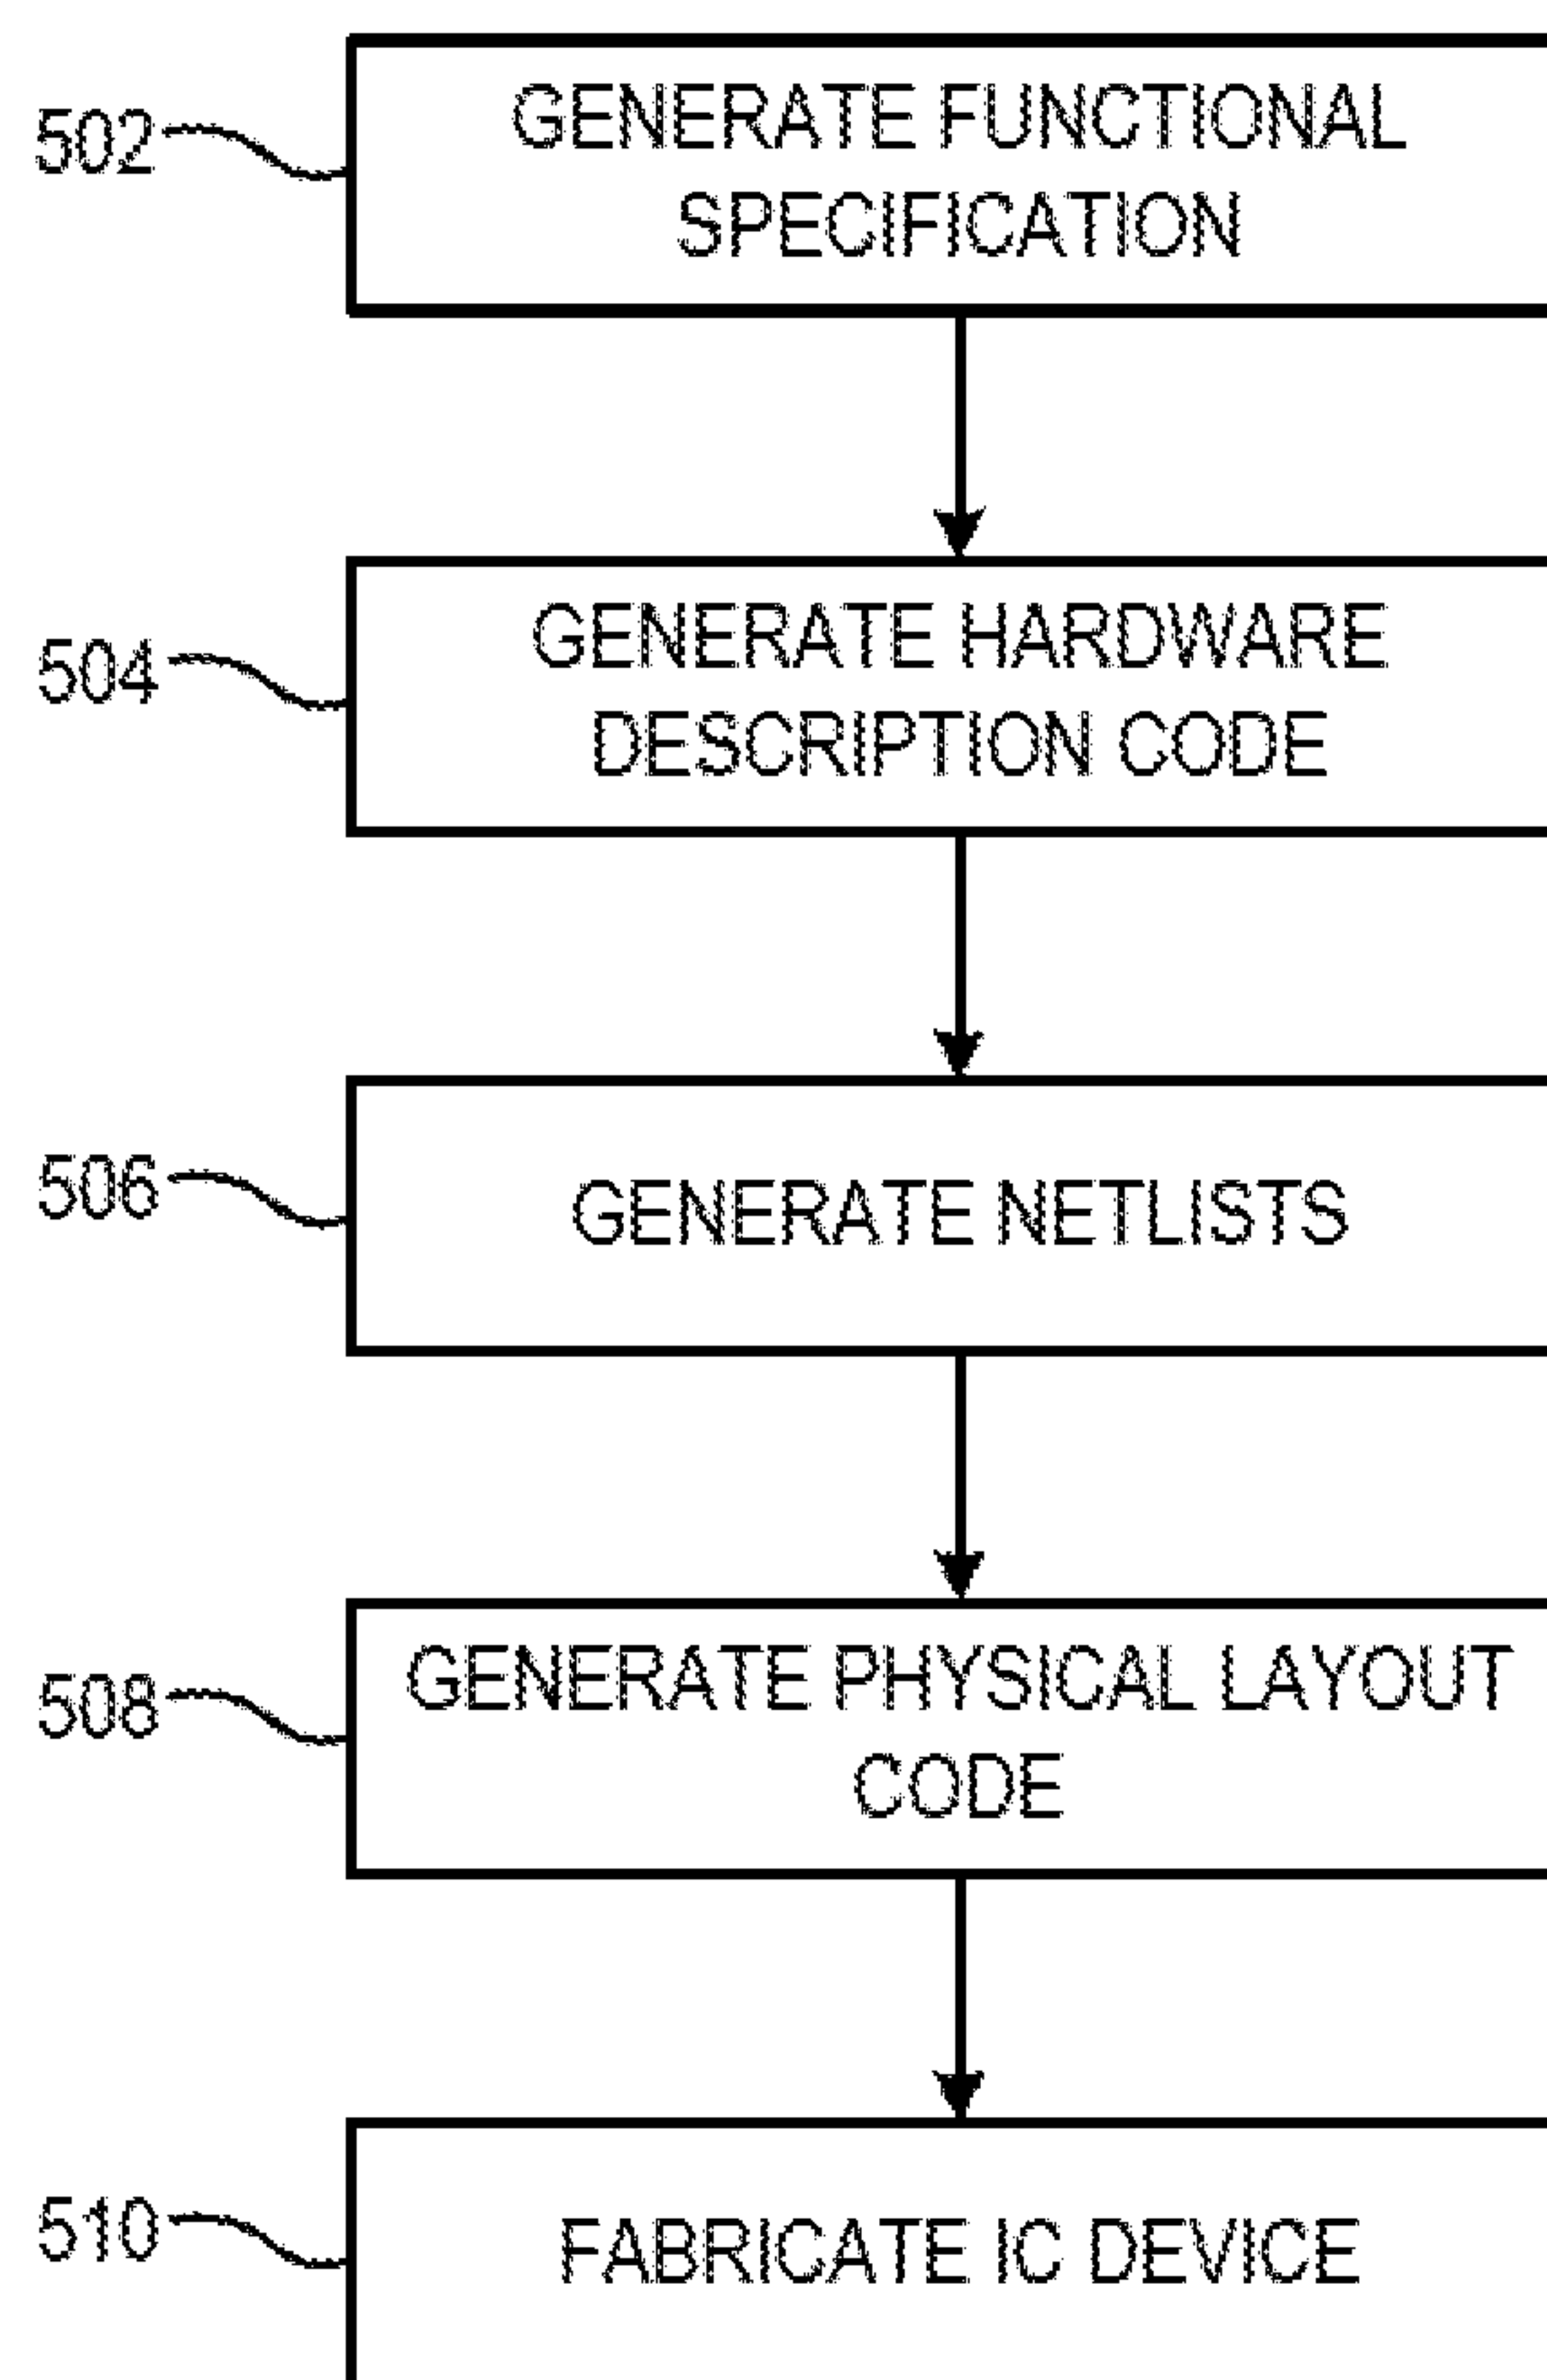 502
GENERATE FUNCTIONAL
SPECIFICATION
504
GENERATE HARDWARE
DESCRIPTION CODE
506
GENERATE NETLISTS
508
GENERATE PHYSICAL LAYOUT
CODE
510
FABRICATE IC DEVICE